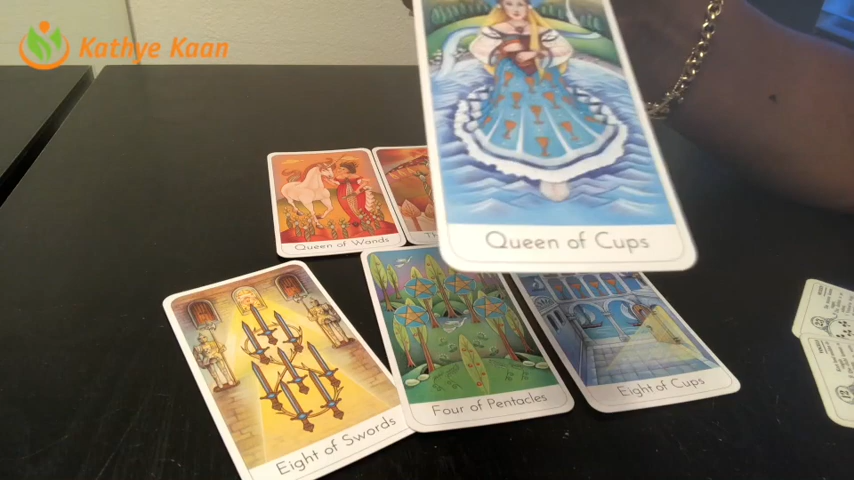 Kathye Kaan
Queen of Cups
Queen of Wands
Eight of Swords
Four of Pentacles
Eight of Cups